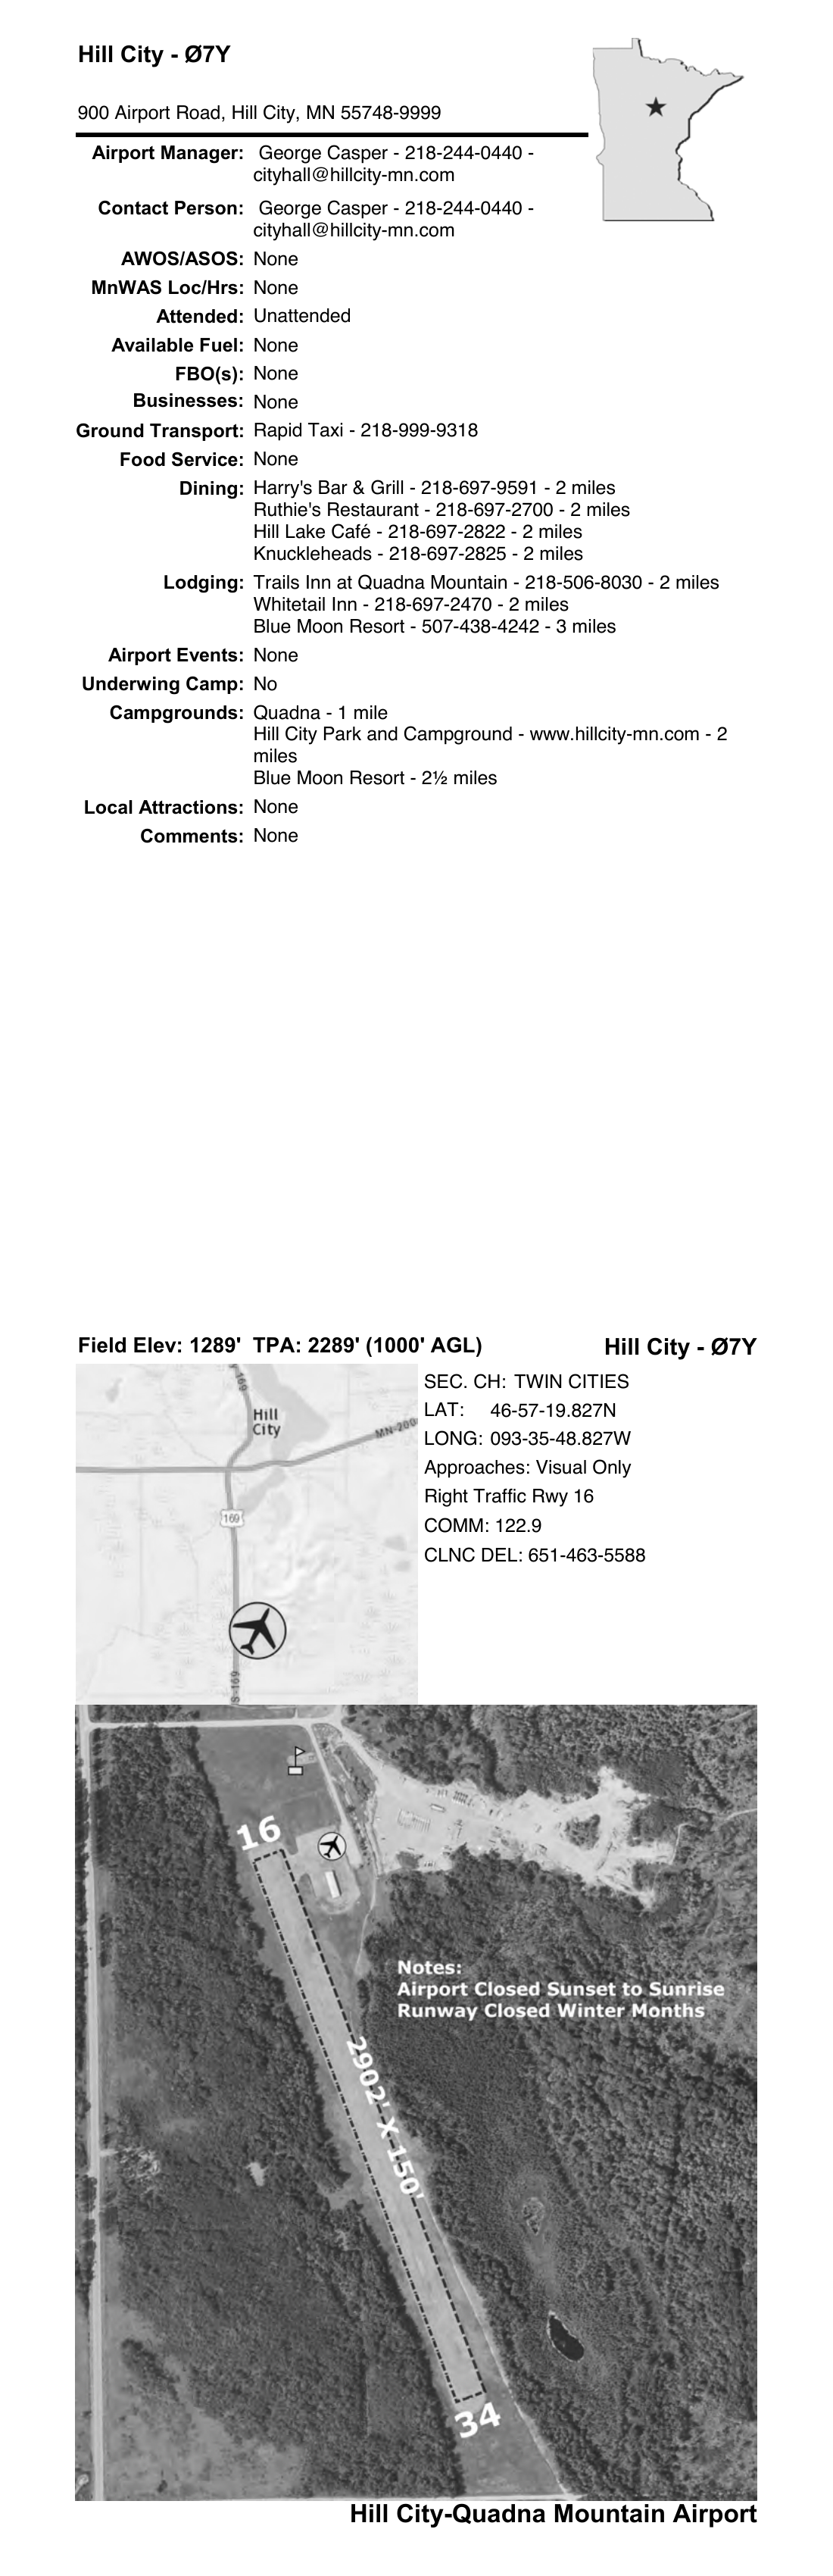 Hill City - Ø7Y
900 Airport Road, Hill City, MN 55748-9999
Airport Manager: George Casper - 218-244-0440 -
cityhall@hillcity-mn.com
Contact Person: George Casper - 218-244-0440 -
cityhall@hillcity-mn.com
AWOS/ASOS: None
MnWAS Loc/Hrs: None
Attended: Unattended
Available Fuel: None
FBO(s): None
Businesses: None
Ground Transport: Rapid Taxi - 218-999-9318
Food Service: None
Dining: Harry's Bar & Grill - 218-697-9591 - 2 miles
Ruthie's Restaurant - 218-697-2700 - 2 miles
Hill Lake Café - 218-697-2822 - 2 miles
Knuckleheads - 218-697-2825 - 2 miles
Lodging: Trails Inn at Quadna Mountain - 218-506-8030 - 2 miles
Whitetail Inn - 218-697-2470 - 2 miles
Blue Moon Resort - 507-438-4242 - 3 miles
Airport Events: None
Underwing Camp: No
Campgrounds: Quadna - 1 mile
Hill City Park and Campground - www.hillcity-mn.com - 2
miles
Blue Moon Resort - 2½ miles
Local Attractions: None
Comments: None
Field Elev: 1289' TPA: 2289' (1000' AGL)
Hill City - Ø7Y
169
Hill
City
MN-200
169
S-169
SEC. CH: TWIN CITIES
LAT: 46-57-19.827N
LONG: 093-35-48.827W
Approaches: Visual Only
Right Traffic Rwy 16
COMM: 122.9
CLNC DEL: 651-463-5588
16
Notes:
Airport Closed Sunset to Sunrise
Runway Closed Winter Months
2902' X 150'
34
Hill City-Quadna Mountain Airport